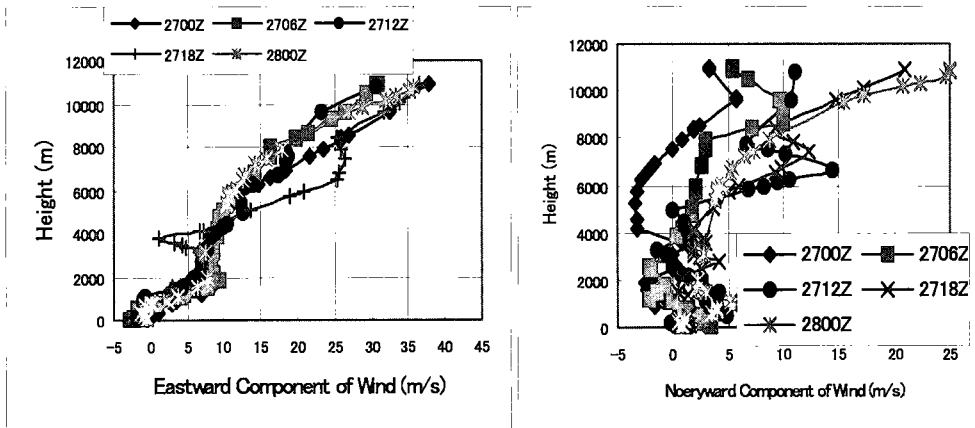 2700Z 2706Z 2712Z
2718Z 2800Z
12000
10000
8000
6000
4000
2000
0
Height (m)
-5 0 5 10 15 20 25 30 35 40 45
Eastward Component of Wind (m/s)
12000
10000
8000
6000
4000
2000
0
Height (m)
-5 0 5 10 15 20 25
2700Z 2706Z
2712Z 2718Z
2800Z
Noeryward Component of Wind (m/s)